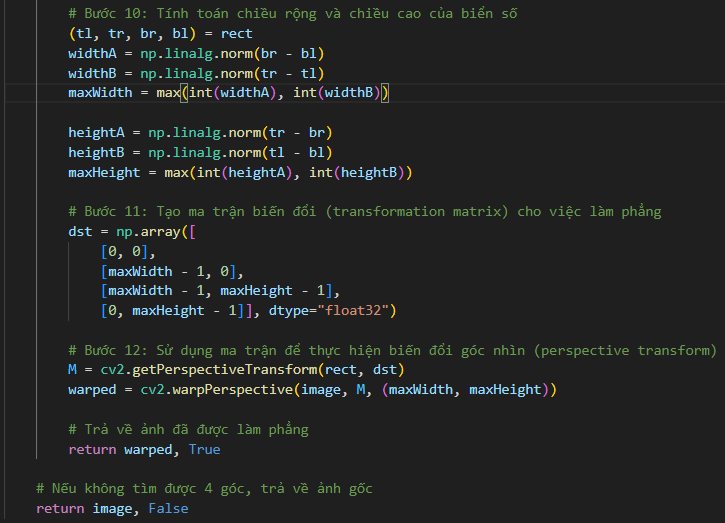 # Bước 10: Tính toán chiều rộng và chiều cao của biển số
(tl, tr, br, bl) = rect
widthA = np.linalg.norm(br - bl)
widthB = np.linalg.norm(tr - tl)
maxWidth = max(int(widthA), int(widthB))
heightA = np.linalg.norm(tr - br)
heightB = np.linalg.norm(tl - bl)
maxHeight = max(int(heightA), int(heightB))
# Bước 11: Tạo ma trận biến đổi (transformation matrix) cho việc làm phẳng
dst = np.array([
[0, 0],
[maxWidth - 1, 0],
[maxWidth - 1, maxHeight - 1],
[0, maxHeight - 1]], dtype="float32")
# Bước 12: Sử dụng ma trận để thực hiện biến đổi góc nhìn (perspective transform)
M = cv2.getPerspectiveTransform(rect, dst)
warped = cv2.warpPerspective(image, M, (maxWidth, maxHeight))
# Trả về ảnh đã được làm phẳng
return warped, True
# Nếu không tìm được 4 góc, trả về ảnh gốc
return image, False